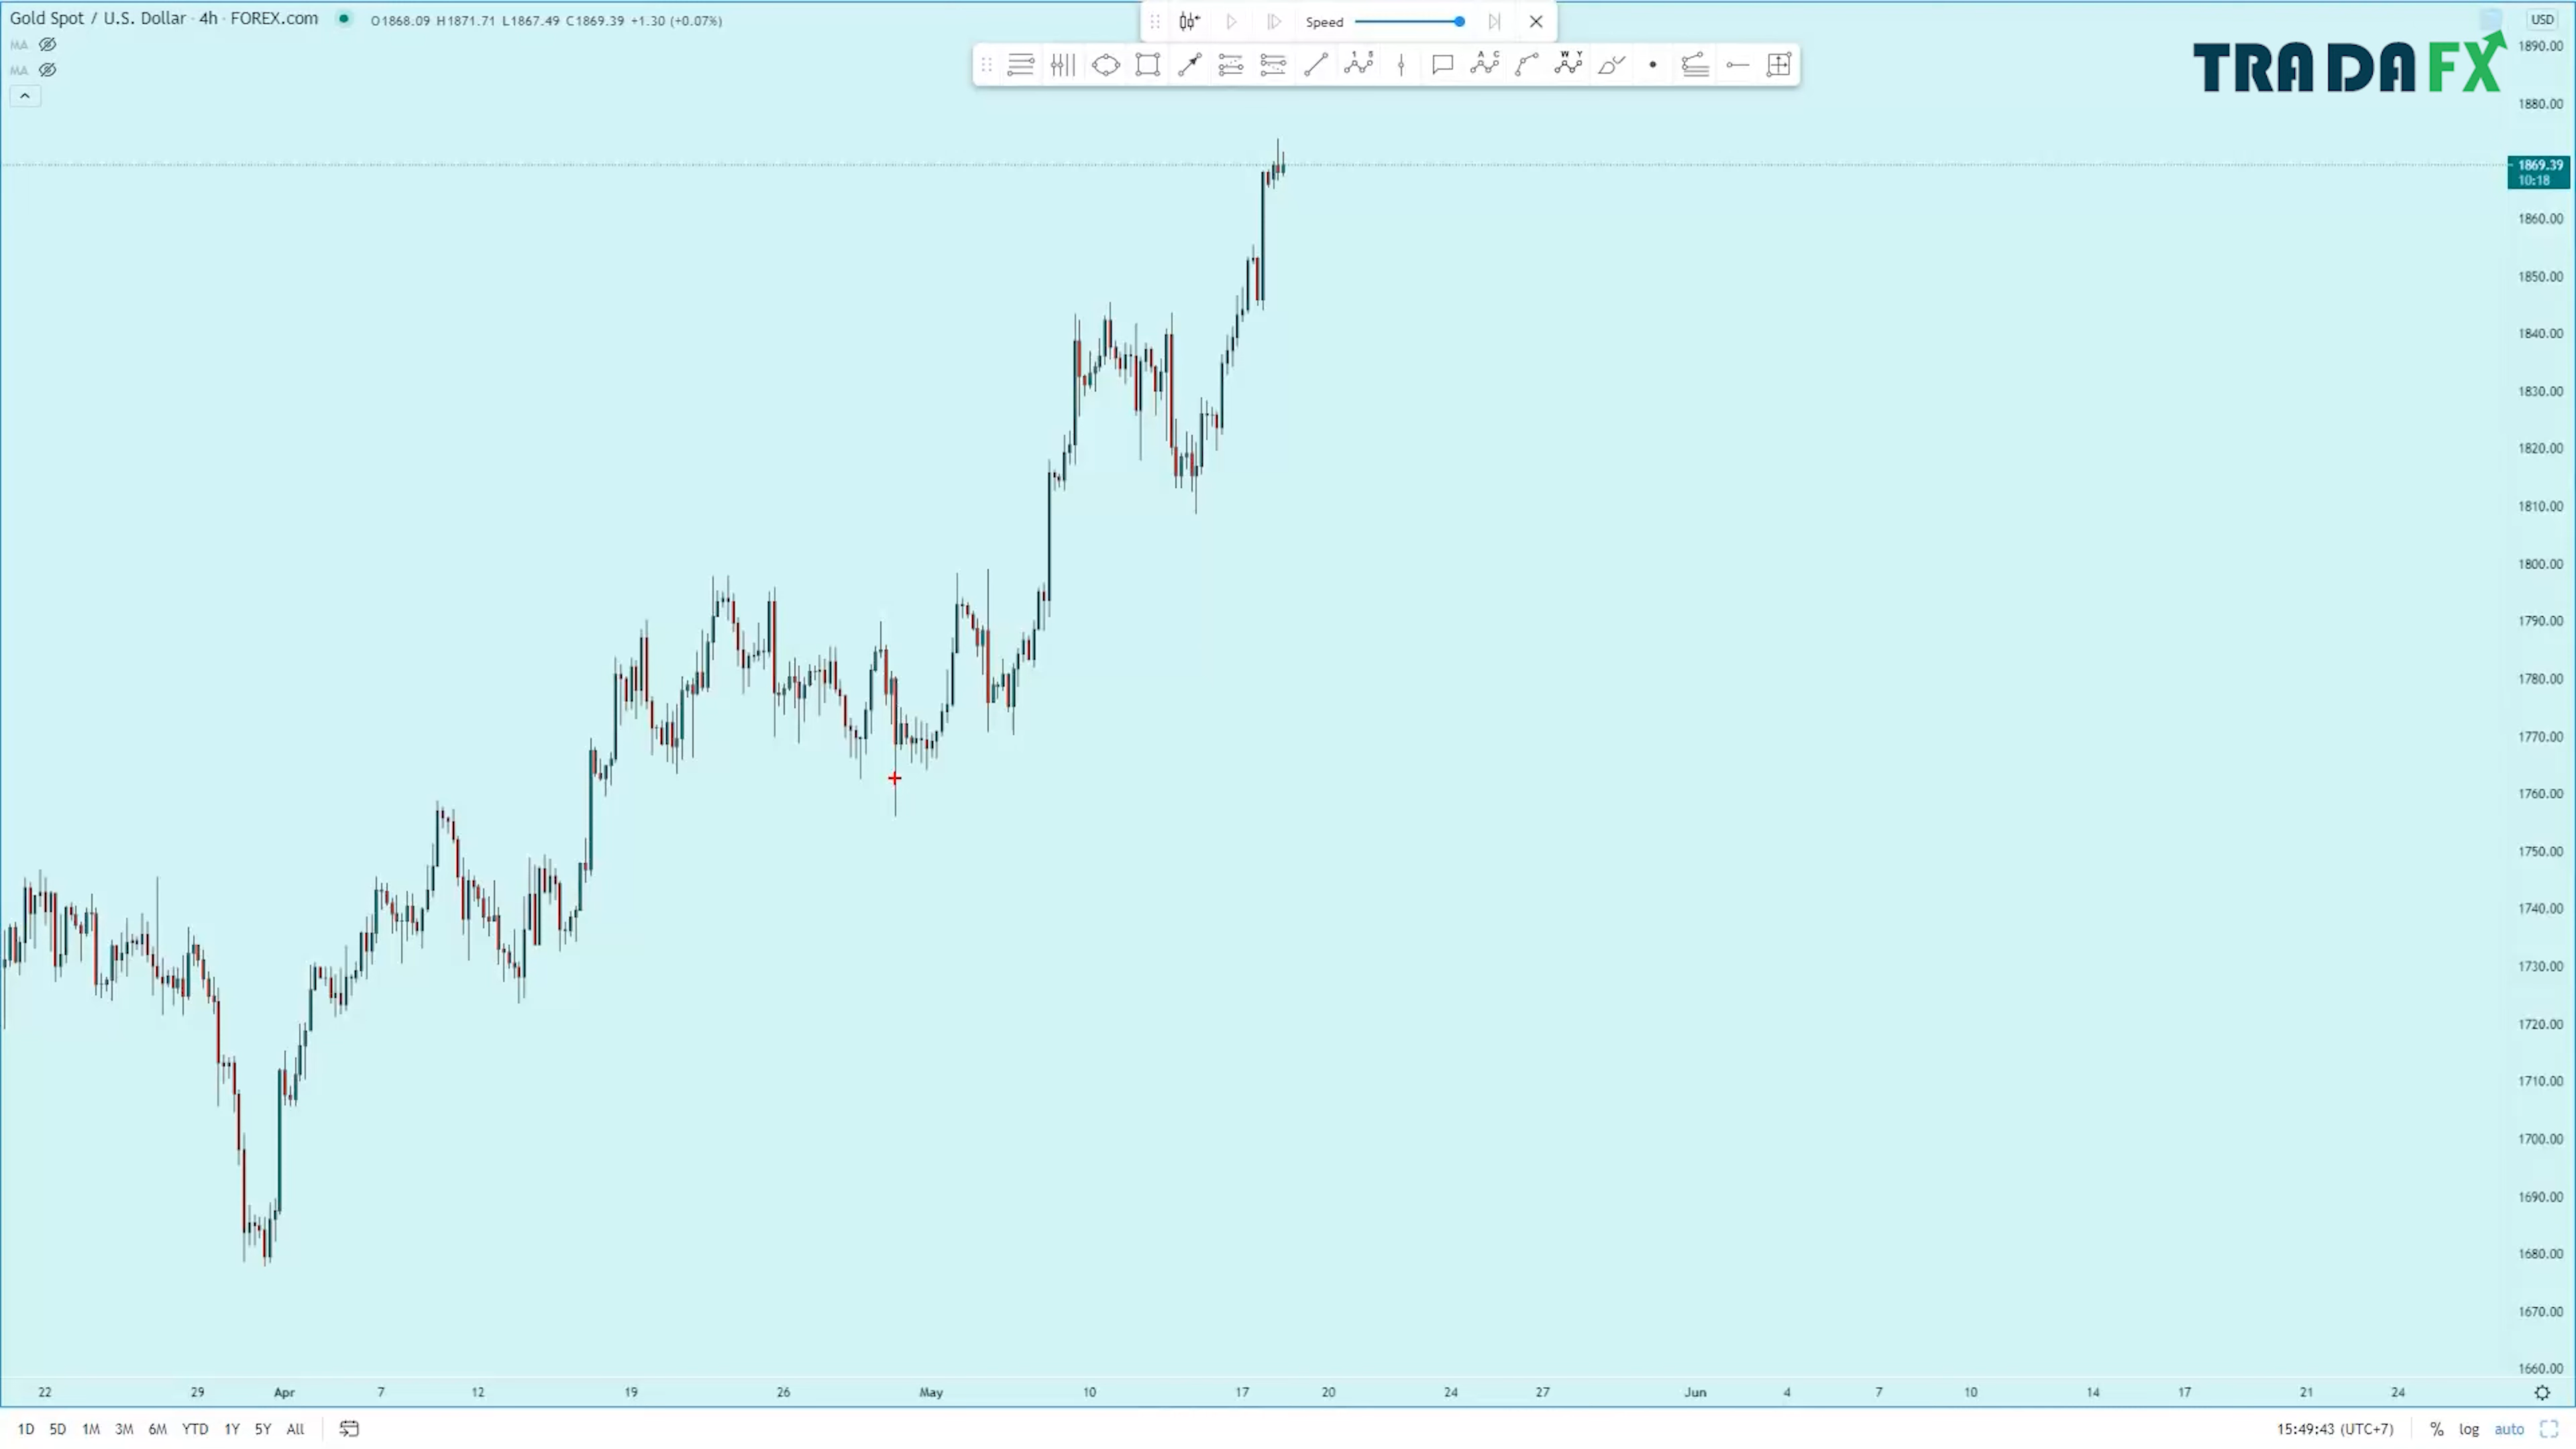 Gold Spot / U.S. Dollar · 4h · FOREX.com O1868.09 H1871.71 L1867.49 C1869.39 +1.30 (+0.07%)
Speed
USD
MA
MA
1 5
A C
W Y
TRADAFX
1890.00
1880.00
1869.39
10:18
1860.00
1850.00
1840.00
1830.00
1820.00
1810.00
1800.00
1790.00
1780.00
1770.00
1760.00
1750.00
1740.00
1730.00
1720.00
1710.00
1700.00
1690.00
1680.00
1670.00
1660.00
22 29 Apr 7 12 19 26 May 10 17 20 24 27 Jun 4 7 10 14 17 21 24
1D 5D 1M 3M 6M YTD 1Y 5Y All 15:49:43 (UTC+7) % log auto